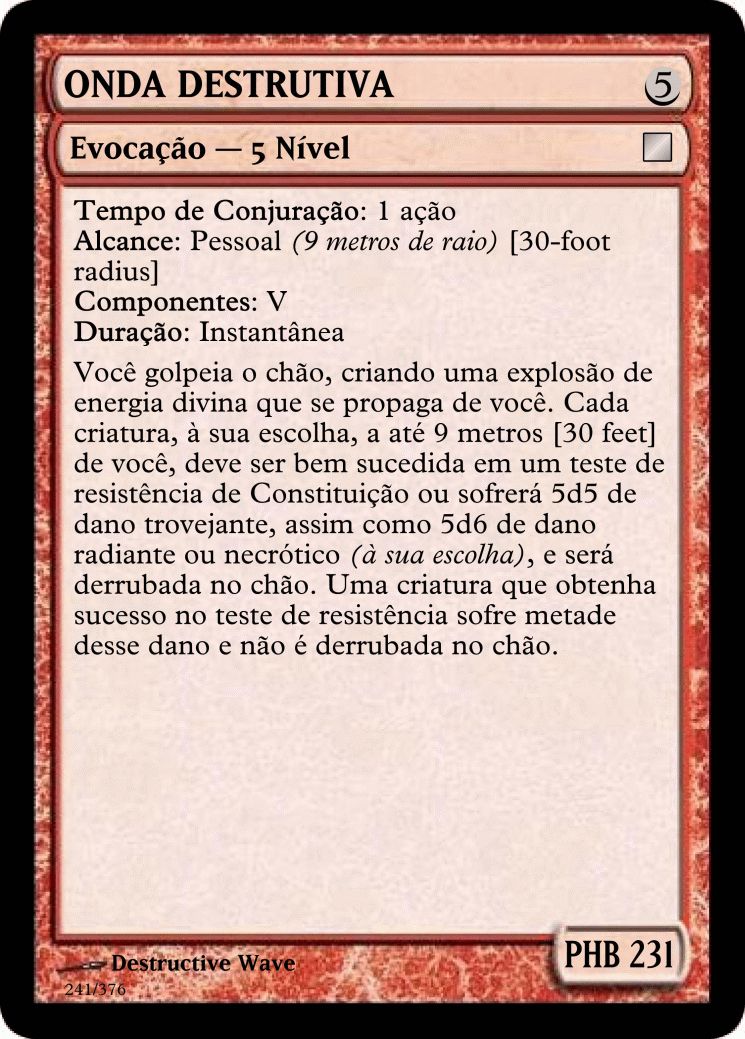 ONDA DESTRUTIVA 5
Evocação — 5 Nível
Tempo de Conjuração: 1 ação
Alcance: Pessoal (9 metros de raio) [30-foot
radius]
Componentes: V
Duração: Instantânea
Você golpeia o chão, criando uma explosão de
energia divina que se propaga de você. Cada
criatura, à sua escolha, a até 9 metros [30 feet]
de você, deve ser bem sucedida em um teste de
resistência de Constituição ou sofrerá 5d5 de
dano trovejante, assim como 5d6 de dano
radiante ou necrótico (à sua escolha), e será
derrubada no chão. Uma criatura que obtenha
sucesso no teste de resistência sofre metade
desse dano e não é derrubada no chão.
PHB 231
Destructive Wave
241/376